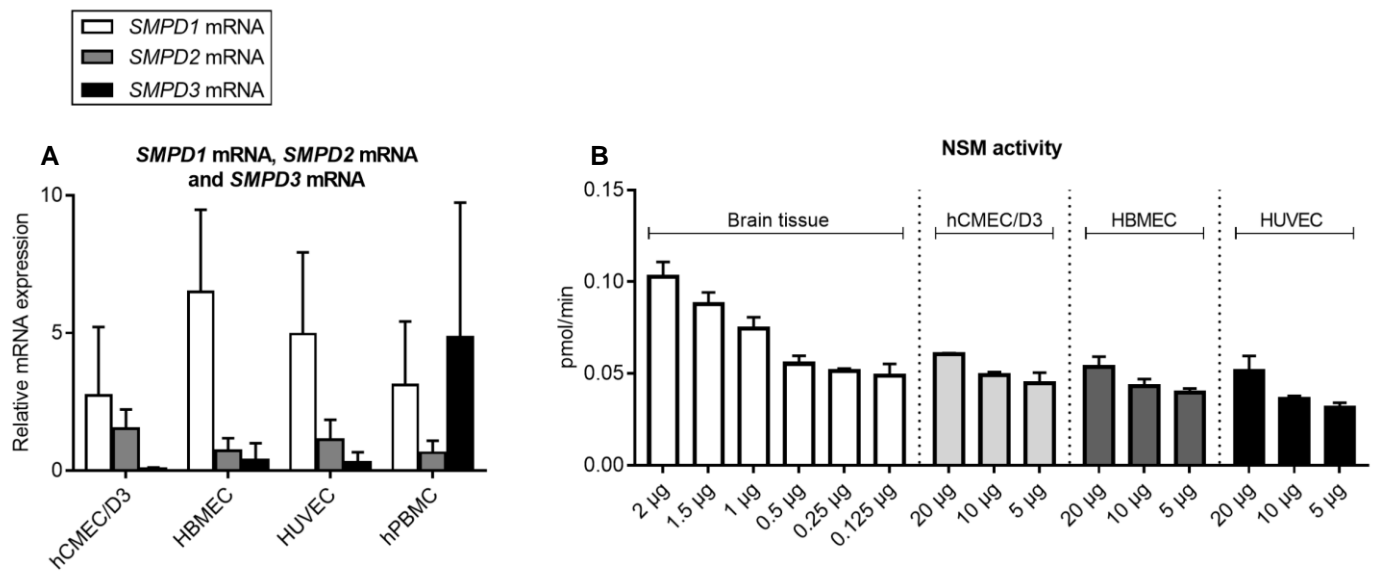 SMPD1 mRNA
SMPD2 mRNA
SMPD3 mRNA
A
SMPD1 mRNA, SMPD2 mRNA
and SMPD3 mRNA
Relative mRNA expression
10
5
0
hCMEC/D3
HBMEC
HUVEC
hPBMC
B
NSM activity
pmol/min
0.15
0.10
0.05
0.00
Brain tissue
hCMEC/D3
HBMEC
HUVEC
2 µg
1.5 µg
1 µg
0.5 µg
0.25 µg
0.125 µg
20 µg
10 µg
5 µg
20 µg
10 µg
5 µg
20 µg
10 µg
5 µg